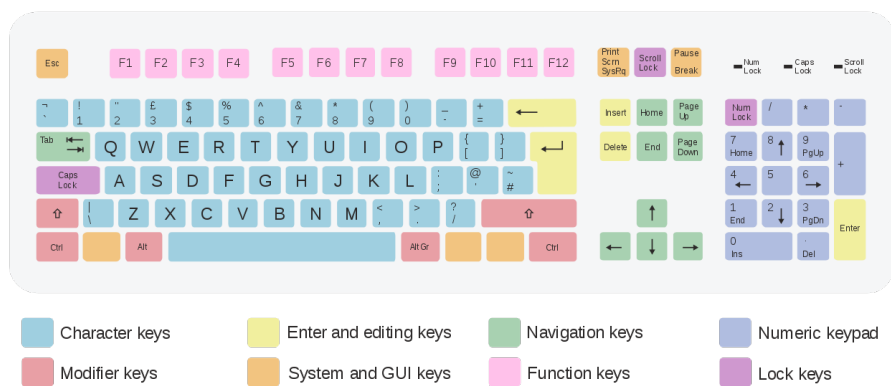 Esc F1 F2 F3 F4 F5 F6 F7 F8 F9 F10 F11 F12 Print Scrn SysRq Scroll Lock Pause Break Num Lock Caps Lock Scroll Lock
¬ ` ! 1 " 2 £ 3 $ 4 % 5 ^ 6 & 7 * 8 ( 9 ) 0 _ - + = ← Insert Home Page Up Num Lock / * -
Tab Q W E R T Y U I O P { [ } ] Delete End Page Down 7 Home 8 ↑ 9 PgUp +
Caps Lock A S D F G H J K L : ; @ ' ~ # 4 ← 5 6 →
⇧ | \ Z X C V B N M < , > . ? / ⇧ ↑ 1 End 2 ↓ 3 PgDn Enter
Ctrl Alt Alt Gr Ctrl ← ↓ → 0 Ins . Del
Character keys Enter and editing keys Navigation keys Numeric keypad
Modifier keys System and GUI keys Function keys Lock keys